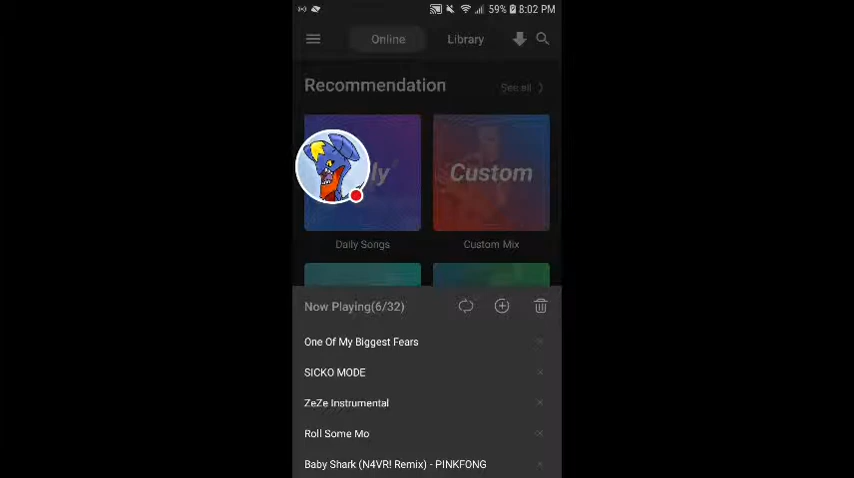 59% 8:02 PM
Online Library
Recommendation See all
ly Custom
Daily Songs Custom Mix
Now Playing(6/32)
One Of My Biggest Fears
SICKO MODE
ZeZe Instrumental
Roll Some Mo
Baby Shark (N4VR! Remix) - PINKFONG